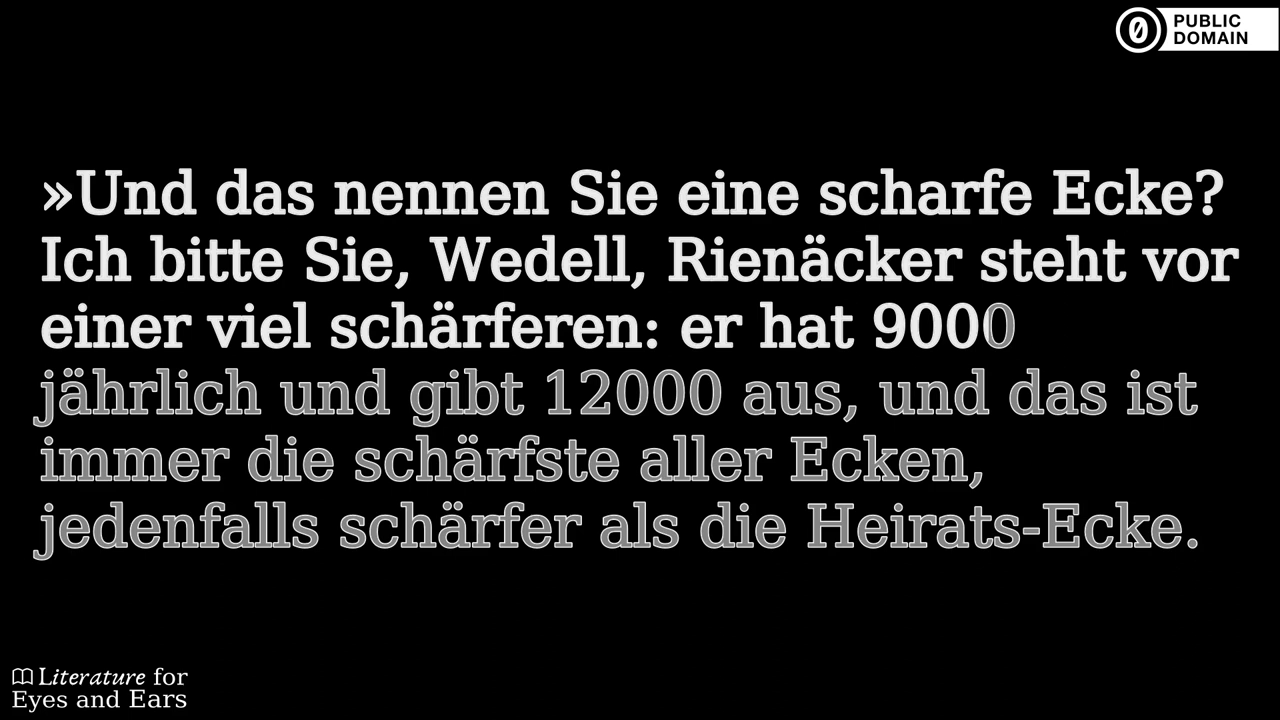 PUBLIC
DOMAIN
»Und das nennen Sie eine scharfe Ecke?
Ich bitte Sie, Wedell, Rienäcker steht vor
einer viel schärferen: er hat 9000
jährlich und gibt 12000 aus, und das ist
immer die schärfste aller Ecken,
jedenfalls schärfer als die Heirats-Ecke.
Literature for
Eyes and Ears